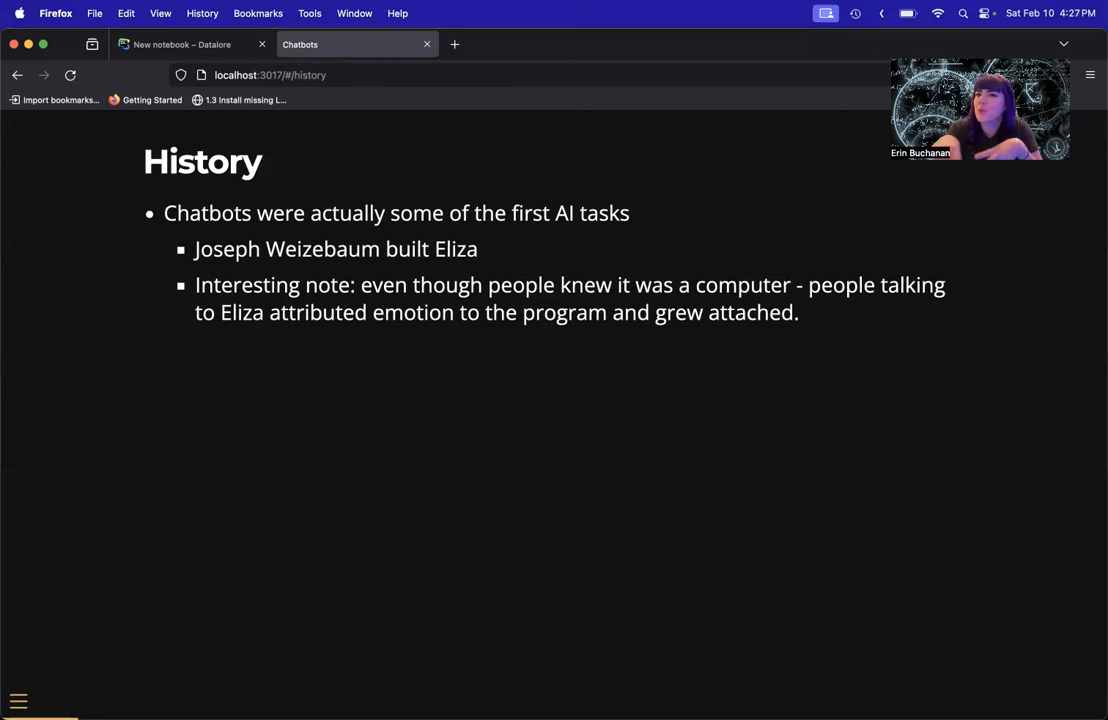 Firefox File Edit View History Bookmarks Tools Window Help Sat Feb 10 4:27 PM
New notebook – Datalore Chatbots
localhost:3017/#/history
Import bookmarks... Getting Started 1.3 Install missing L...
Erin Buchanan
History
Chatbots were actually some of the first AI tasks
Joseph Weizebaum built Eliza
Interesting note: even though people knew it was a computer - people talking
to Eliza attributed emotion to the program and grew attached.